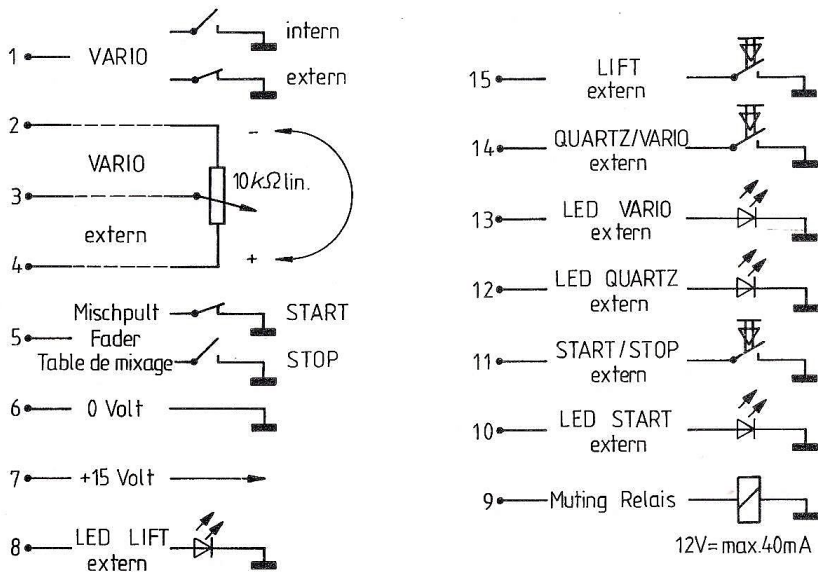 intern
1 VARIO
extern
2
-
VARIO
3
10kΩ lin.
extern
4
+
Mischpult START
5 Fader
Table de mixage STOP
6 0 Volt
7 +15 Volt
8 LED LIFT
extern
15 LIFT
extern
14 QUARTZ/VARIO
extern
13 LED VARIO
extern
12 LED QUARTZ
extern
11 START/STOP
extern
10 LED START
extern
9 Muting Relais
12V=max.40mA